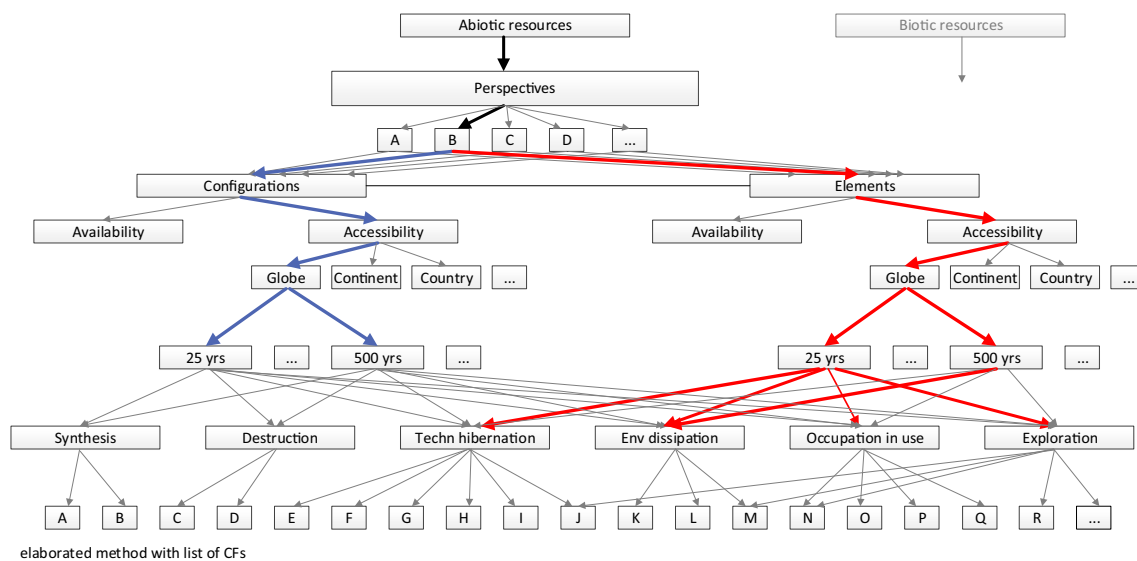 Abiotic resources
Biotic resources
Perspectives
A
B
C
D
...
Configurations
Elements
Availability
Accessibility
Availability
Accessibility
Globe
Continent
Country
...
Globe
Continent
Country
...
25 yrs
...
500 yrs
...
25 yrs
...
500 yrs
...
Synthesis
Destruction
Techn hibernation
Env dissipation
Occupation in use
Exploration
A
B
C
D
E
F
G
H
I
J
K
L
M
N
O
P
Q
R
...
elaborated method with list of CFs